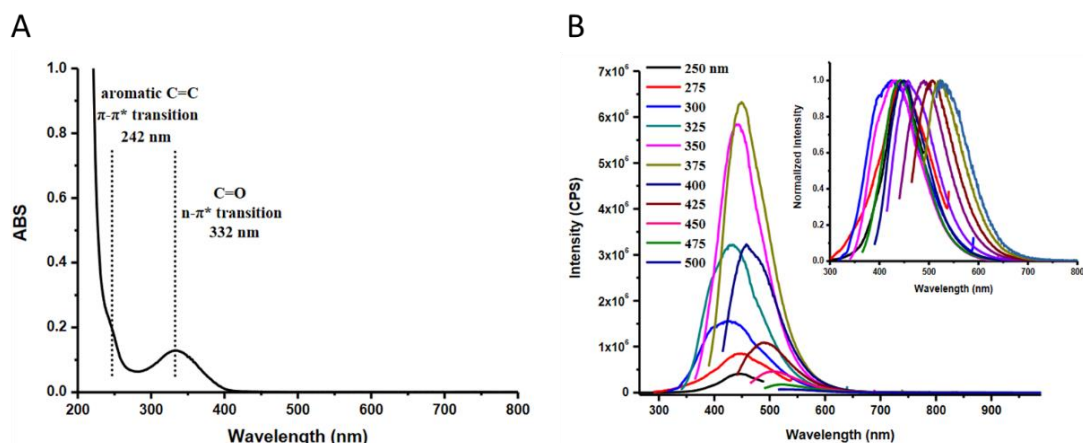 A
ABS
1.0
0.8
0.6
0.4
0.2
0.0
aromatic C=C
π-π* transition
242 nm
C=O
n-π* transition
332 nm
200 300 400 500 600 700 800
Wavelength (nm)
B
Intensity (CPS)
7x10⁶
6x10⁶
5x10⁶
4x10⁶
3x10⁶
2x10⁶
1x10⁶
0
250 nm
275
300
325
350
375
400
425
450
475
500
300 400 500 600 700 800 900
Wavelength (nm)
Normalized Intensity
1.0
0.8
0.6
0.4
0.2
0.0
300 400 500 600 700 800
Wavelength (nm)